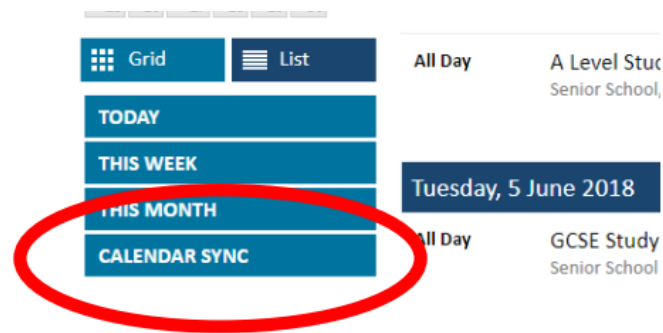 Grid
List
TODAY
THIS WEEK
THIS MONTH
CALENDAR SYNC
All Day
A Level
Senior School,
Tuesday, 5 June 2018
All Day
GCSE Study
Senior School